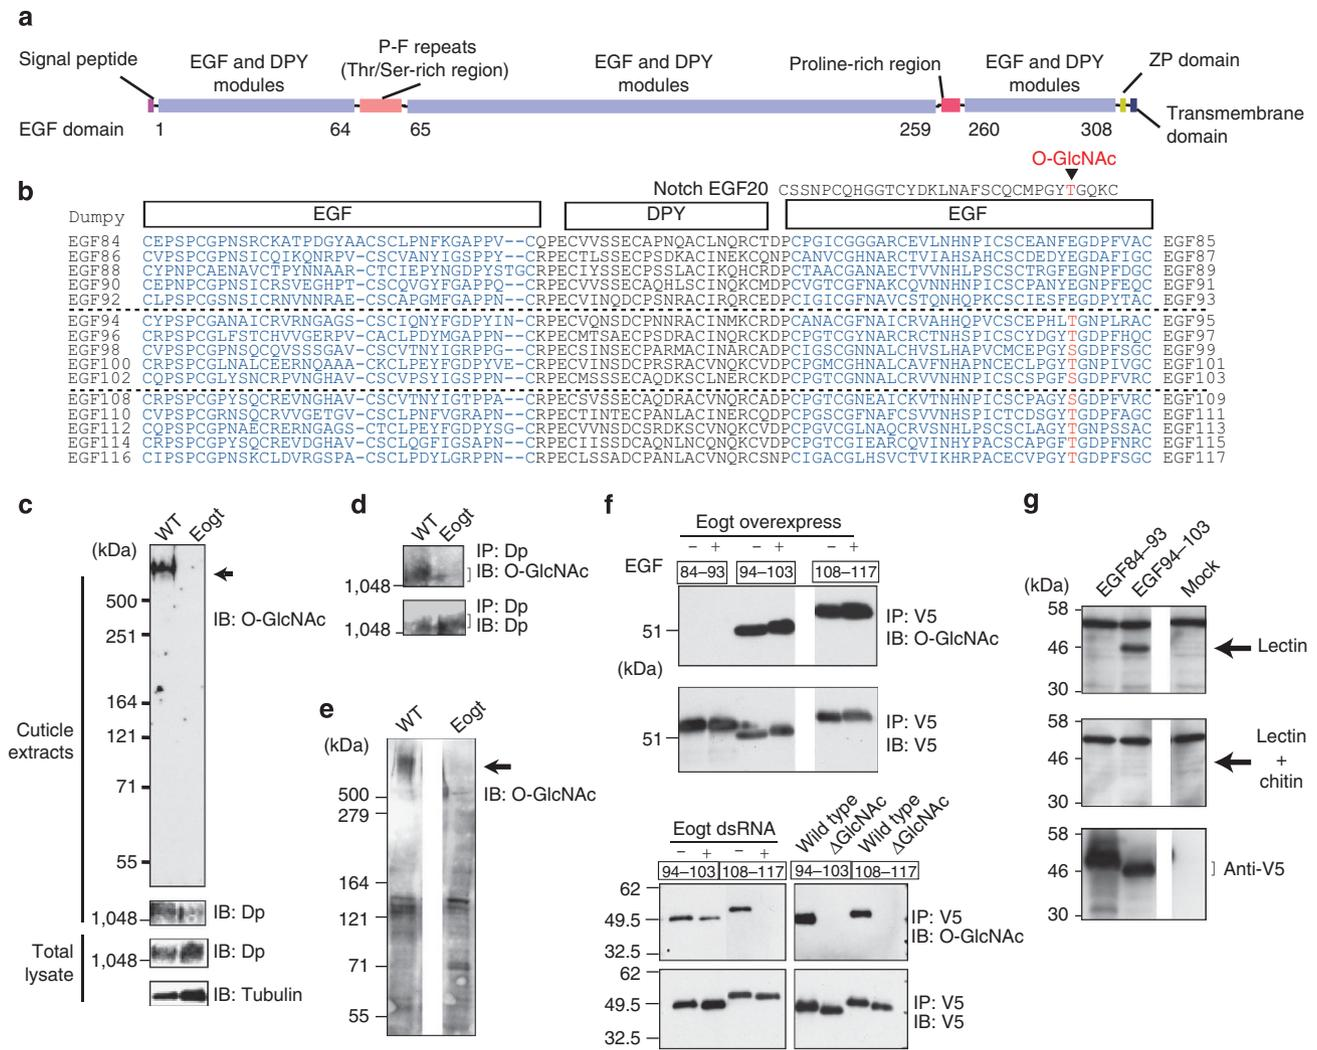 a
Signal peptide
EGF and DPY
modules
P-F repeats
(Thr/Ser-rich region)
EGF and DPY
modules
Proline-rich region
EGF and DPY
modules
ZP domain
Transmembrane
domain
EGF domain 1 64 65 259 260 308
O-GlcNAc
b
Notch EGF20 CSSNPCQHGGTCYDKLNAFSCQCMPGYTGQKC
Dumpy EGF DPY EGF
EGF84 CEPSPCGPNSRCKATPDGYAACSCLPNFKGAPPV--CQPECVVSSECAPNQACLNQRCTDPCPGICGGGARCEVLNHNPICSCEANFEGDPFVAC EGF85
EGF86 CVPSPCGPNSICQIKQNRPV-CSCVANYIGSPPY--CRPECTLSSECPSDKACINEKCQNPCANVCGHNARCTVIAHSAHCSCDEDYEGDAFIGC EGF87
EGF88 CYPNPCAENAVCTPYNNAAR-CTCIEPYNGDPYSTGCRPECIYSSECPSSLACIKQHCRDPCTAACGANAECTVVNHLPSCSCTRGFEGNPFDGC EGF89
EGF90 CEPNPCGPNSICRSVEGHPT-CSCQVGYFGAPPQ--CRPECVVSSECAQHLSCINQKCMDPCVGTCGFNAKCQVNNHNPICSCPANYEGNPFEQC EGF91
EGF92 CLPSPCGSNSICRNVNNRAE-CSCAPGMFGAPPN--CRPECVINQDCPSNRACIRQRCEDPCIGICGFNAVCSTQNHQPKCSCIESFEGDPYTAC EGF93
EGF94 CYPSPCGANAICRVRNGAGS-CSCIQNYFGDPYIN-CRPECVQNSDCPNNRACINMKCRDPCANACGFNAICRVAHHQPVCSCEPHLTGNPLRAC EGF95
EGF96 CRPSPCGLFSTCHVVGERPV-CACLPDYMGAPPN--CKPECMTSAECPSDRACINQRCKDPCPGTCGYNARCRCTNHSPICSCYDGYTGDPFHQC EGF97
EGF98 CVPSPCGPNSQCQVSSSGAV-CSCVTNYIGRPPG--CRPECSINSECPARMACINARCADPCIGSCGNNALCHVSLHAPVCMCEPGYSGDPFSGC EGF99
EGF100 CRPSPCGLNALCEERNQAAA-CKCLPEYFGDPYVE-CRPECVINSDCPRSRACVNQKCVDPCPGMCGHNALCAVFNHAPNCECLPGYTGNPIVGC EGF101
EGF102 CQPSPCGLYSNCRPVNGHAV-CSCVPSYIGSPPN--CRPECMSSSECAQDKSCLNERCKDPCPGTCGNNALCRVVNHNPICSCSPGFSGDPFVRC EGF103
EGF108 CRPSPCGPYSQCREVNGHAV-CSCVTNYIGTPPA--CRPECSVSSECAQDRACVNQRCADPCPGTCGNEAICKVTNHNPICSCPAGYSGDPFVRC EGF109
EGF110 CVPSPCGRNSQCRVVGETGV-CSCLPNFVGRAPN--CRPECTINTECPANLACINERCQDPCPGSCGFNAFCSVVNHSPICTCDSGYTGDPFAGC EGF111
EGF112 CQPSPCGPNAECRERNGAGS-CTCLPEYFGDPYSG-CRPECVVNSDCSRDKSCVNQKCVDPCPGVCGLNAQCRVSNHLPSCSCLAGYTGNPSSAC EGF113
EGF114 CRPSPCGPYSQCREVDGHAV-CSCLQGFIGSAPN--CRPECIISSDCAQNLNCQNQKCVDPCPGTCGIEARCQVINHYPACSCAPGFTGDPFNRC EGF115
EGF116 CIPSPCGPNSKCLDVRGSPA-CSCLPDYLGRPPN--CRPECLSSADCPANLACVNQRCSNPCIGACGLHSVCTVIKHRPACECVPGYTGDPFSGC EGF117
c
WT Eogt
(kDa)
500
251
164
121
71
55
IB: O-GlcNAc
Cuticle
extracts
1,048 IB: Dp
Total
lysate
1,048 IB: Dp
IB: Tubulin
d
WT Eogt
IP: Dp
IB: O-GlcNAc
1,048
IP: Dp
IB: Dp
1,048
e
WT Eogt
(kDa)
500
279
164
121
71
55
IB: O-GlcNAc
f
Eogt overexpress
− + − + − +
EGF 84–93 94–103 108–117
51
IP: V5
IB: O-GlcNAc
(kDa)
51
IP: V5
IB: V5
Eogt dsRNA
− + − +
Wild type ΔGlcNAc Wild type ΔGlcNAc
94–103 108–117 94–103 108–117
62
49.5
32.5
IP: V5
IB: O-GlcNAc
62
49.5
32.5
IP: V5
IB: V5
g
EGF84–93 EGF94–103 Mock
(kDa)
58
46
30
Lectin
58
46
30
Lectin
+
chitin
58
46
30
Anti-V5